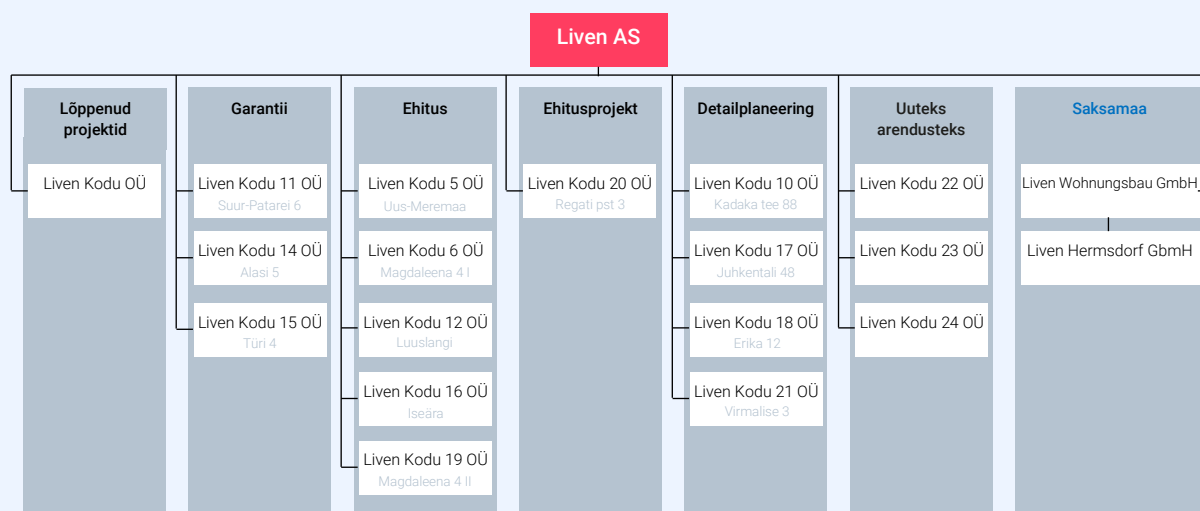 Liven AS
Lõppenud
projektid
Liven Kodu OÜ
Garantii
Liven Kodu 11 OÜ
Suur-Patarei 6
Liven Kodu 14 OÜ
Alasi 5
Liven Kodu 15 OÜ
Türi 4
Ehitus
Liven Kodu 5 OÜ
Uus-Meremaa
Liven Kodu 6 OÜ
Magdaleena 4 I
Liven Kodu 12 OÜ
Luuslangi
Liven Kodu 16 OÜ
Iseära
Liven Kodu 19 OÜ
Magdaleena 4 II
Ehitusprojekt
Liven Kodu 20 OÜ
Regati pst 3
Detailplaneering
Liven Kodu 10 OÜ
Kadaka tee 88
Liven Kodu 17 OÜ
Juhkentali 48
Liven Kodu 18 OÜ
Erika 12
Liven Kodu 21 OÜ
Virmalise 3
Uuteks
arendusteks
Liven Kodu 22 OÜ
Liven Kodu 23 OÜ
Liven Kodu 24 OÜ
Saksamaa
Liven Wohnungsbau GmbH
Liven Hermsdorf GbmH